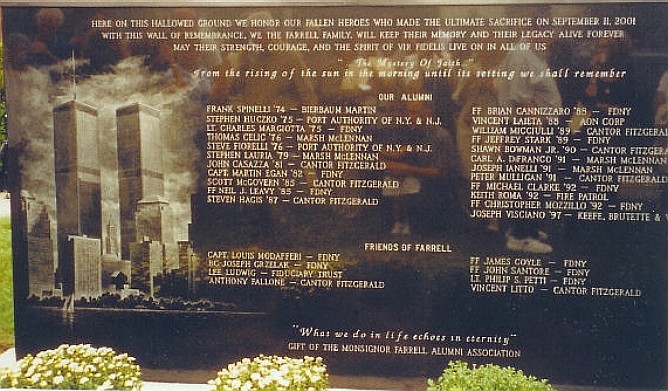 HERE ON THIS HALLOWED GROUND WE HONOR OUR FALLEN HEROES WHO MADE THE ULTIMATE SACRIFICE ON SEPTEMBER 11, 2001
WITH THIS WALL OF REMEMBRANCE, WE THE FARRELL FAMILY, WILL KEEP THEIR MEMORY AND THEIR LEGACY ALIVE FOREVER
MAY THEIR STRENGTH, COURAGE, AND THE SPIRIT OF VIR FIDELIS LIVE ON IN ALL OF US
"... The Mystery Of Faith..."
From the rising of the sun in the morning until its setting we shall remember
OUR ALUMNI
FRANK SPINELLI '74 — BIERBAUM MARTIN
STEPHEN HUCZKO '75 — PORT AUTHORITY OF N.Y. & N.J.
LT. CHARLES MARGIOTTA '75 — FDNY
THOMAS CELIC '76 — MARSH McLENNAN
STEVE FIORELLI '76 — PORT AUTHORITY OF N.Y. & N.J.
STEPHEN LAURIA '79 — MARSH McLENNAN
JOHN CASAZZA '81 — CANTOR FITZGERALD
CAPT. MARTIN EGAN '82 — FDNY
SCOTT McGOVERN '83 — CANTOR FITZGERALD
FF NEIL J. LEAVY '85 — FDNY
STEVEN HAGIS '87 — CANTOR FITZGERALD
FF BRIAN CANNIZZARO '88 — FDNY
VINCENT LAIETA '88 — AON CORP
WILLIAM MICCIULLI '89 — CANTOR FITZGERA
FF JEFFREY STARK '89 — FDNY
SHAWN BOWMAN JR. '90 — CANTOR FITZGERA
CARL A. DiFRANCO '91 — MARSH McLENNAN
JOSEPH IANELLI '91 — MARSH McLENNAN
PETER MULLIGAN '91 — CANTOR FITZGERALD
FF MICHAEL CLARKE '92 — FDNY
KEITH ROMA '92 — FIRE PATROL
FF CHRISTOPHER MOZZILLO '92 — FDNY
JOSEPH VISCIANO '97 — KEEFE, BRUTETTE &
FRIENDS OF FARRELL
CAPT. LOUIS MODAFFERI — FDNY
BC JOSEPH GRZELAK — FDNY
LEE LUDWIG — FIDUCIARY TRUST
ANTHONY FALLONE — CANTOR FITZGERALD
FF JAMES COYLE — FDNY
FF JOHN SANTORE — FDNY
LT. PHILIP S. PETTI — FDNY
VINCENT LITTO — CANTOR FITZGERALD
"What we do in life echoes in eternity"
GIFT OF THE MONSIGNOR FARRELL ALUMNI ASSOCIATION